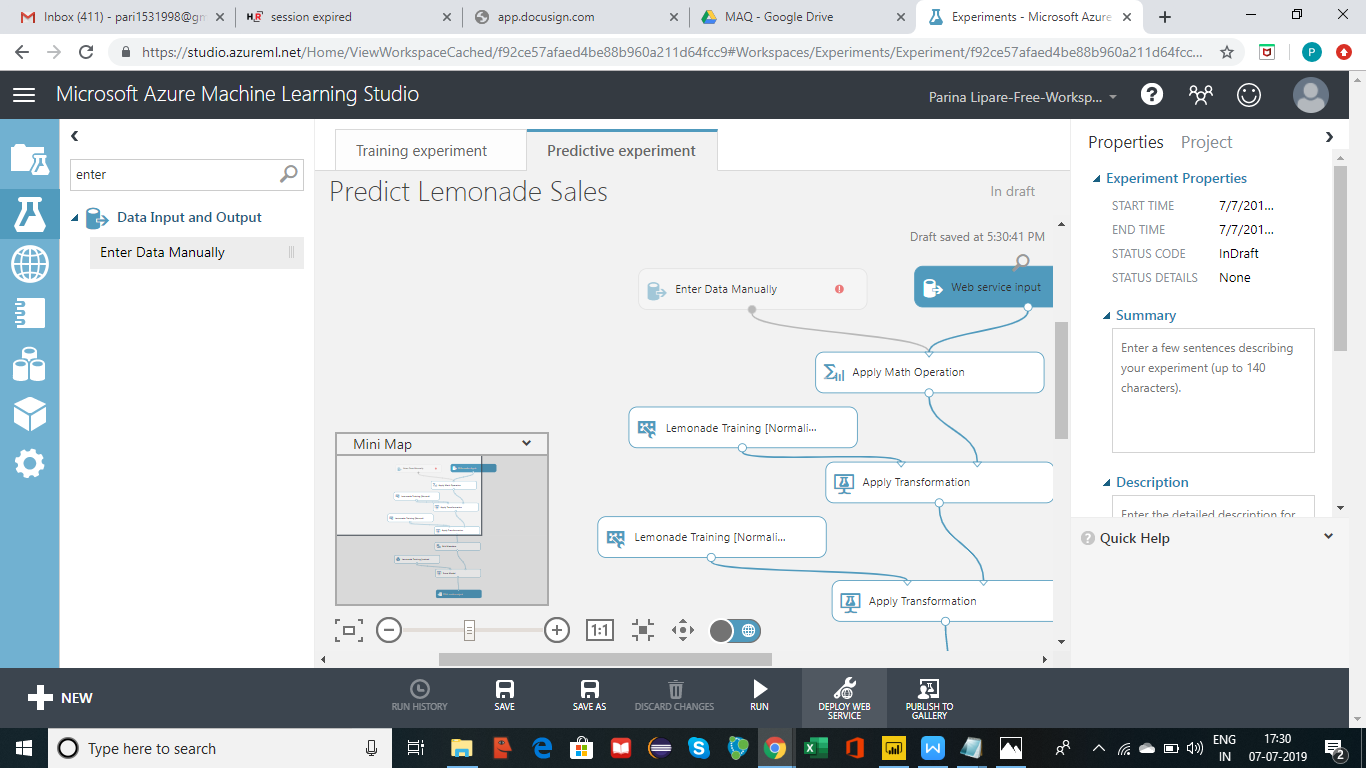 Inbox (411) - pari1531998@gm
session expired
app.docusign.com
MAQ - Google Drive
Experiments - Microsoft Azure
https://studio.azureml.net/Home/ViewWorkspaceCached/f92ce57afaed4be88b960a211d64fcc9#Workspaces/Experiments/Experiment/f92ce57afaed4be88b960a211d64fcc...
P
Microsoft Azure Machine Learning Studio
Parina Lipare-Free-Worksp...
enter
Data Input and Output
Enter Data Manually
Training experiment
Predictive experiment
Predict Lemonade Sales
In draft
Draft saved at 5:30:41 PM
Enter Data Manually
Web service input
Apply Math Operation
Lemonade Training [Normali...
Apply Transformation
Lemonade Training [Normali...
Apply Transformation
Mini Map
1:1
Properties
Project
Experiment Properties
START TIME 7/7/201...
END TIME 7/7/201...
STATUS CODE InDraft
STATUS DETAILS None
Summary
Enter a few sentences describing
your experiment (up to 140
characters).
Description
Enter the detailed description for
Quick Help
NEW
RUN HISTORY
SAVE
SAVE AS
DISCARD CHANGES
RUN
DEPLOY WEB
SERVICE
PUBLISH TO
GALLERY
Type here to search
ENG
IN
17:30
07-07-2019
2